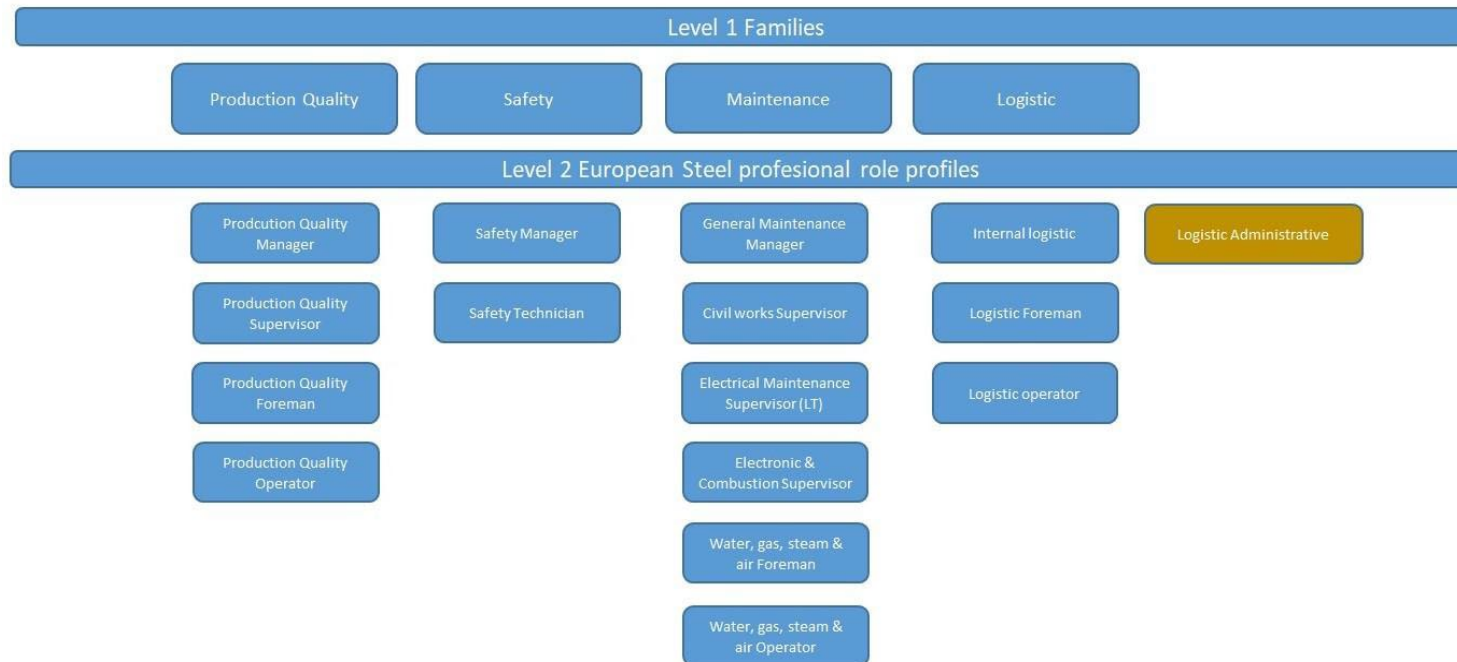 Level 1 Families
Production Quality
Safety
Maintenance
Logistic
Level 2 European Steel profesional role profiles
Prodcution Quality
Manager
Safety Manager
General Maintenance
Manager
Internal logistic
Logistic Administrative
Production Quality
Supervisor
Safety Technician
Civil works Supervisor
Logistic Foreman
Production Quality
Foreman
Electrical Maintenance
Supervisor (LT)
Logistic operator
Production Quality
Operator
Electronic &
Combustion Supervisor
Water, gas, steam &
air Foreman
Water, gas, steam &
air Operator